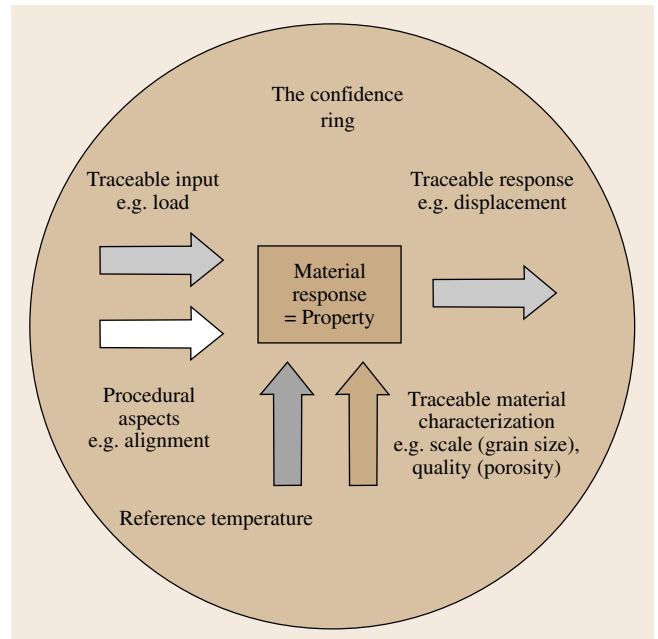 The confidence
ring
Traceable input
e.g. load
Traceable response
e.g. displacement
Material
response
= Property
Procedural
aspects
e.g. alignment
Traceable material
characterization
e.g. scale (grain size),
quality (porosity)
Reference temperature